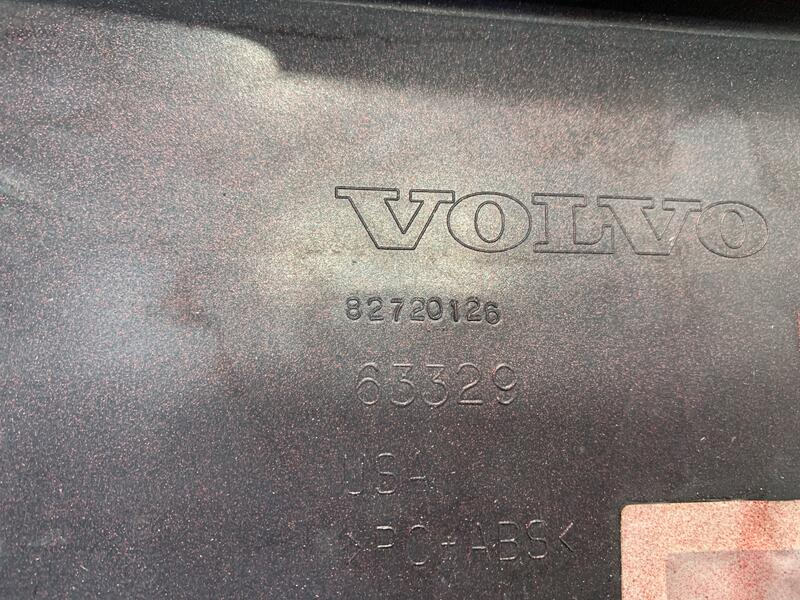 VOLVO
82720126
63329
USA
>PC+ABS<